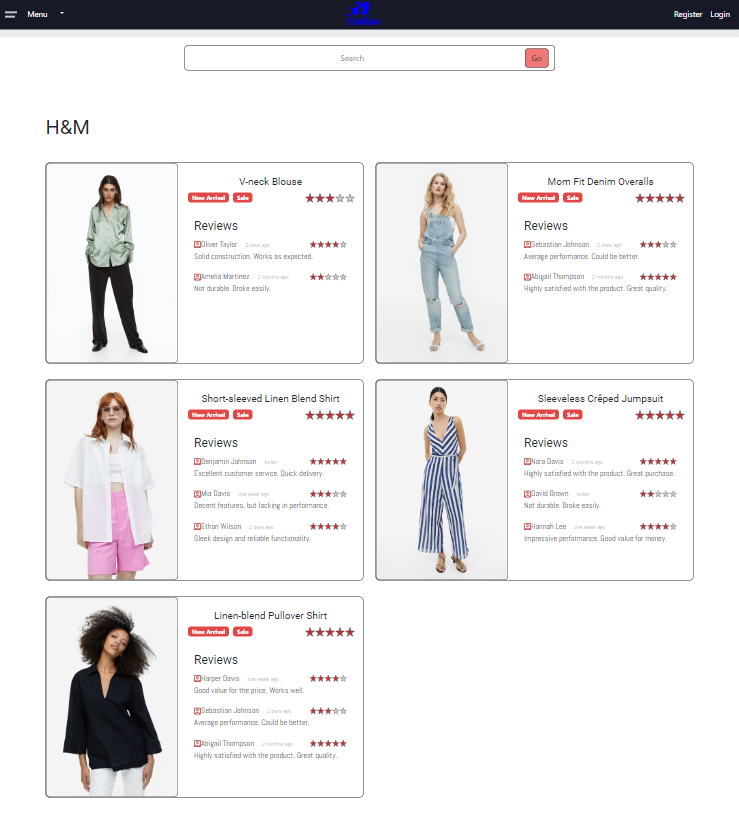 Menu
Register Login
Search
Go
H&M
V-neck Blouse
New Arrival Sale
Reviews
Oliver Taylor 2 days ago
Solid construction. Works as expected.
Amelia Martinez 2 months ago
Not durable. Broke easily.
Mom Fit Denim Overalls
New Arrival Sale
Reviews
Sebastian Johnson 2 days ago
Average performance. Could be better.
Abigail Thompson 2 months ago
Highly satisfied with the product. Great quality.
Short-sleeved Linen Blend Shirt
New Arrival Sale
Reviews
Benjamin Johnson today
Excellent customer service. Quick delivery.
Mia Davis one week ago
Decent features, but lacking in performance.
Ethan Wilson 2 days ago
Sleek design and reliable functionality.
Sleeveless Crêped Jumpsuit
New Arrival Sale
Reviews
Nora Davis 2 months ago
Highly satisfied with the product. Great purchase.
David Brown today
Not durable. Broke easily.
Hannah Lee one week ago
Impressive performance. Good value for money.
Linen-blend Pullover Shirt
New Arrival Sale
Reviews
Harper Davis one week ago
Good value for the price. Works well.
Sebastian Johnson 2 days ago
Average performance. Could be better.
Abigail Thompson 2 months ago
Highly satisfied with the product. Great quality.